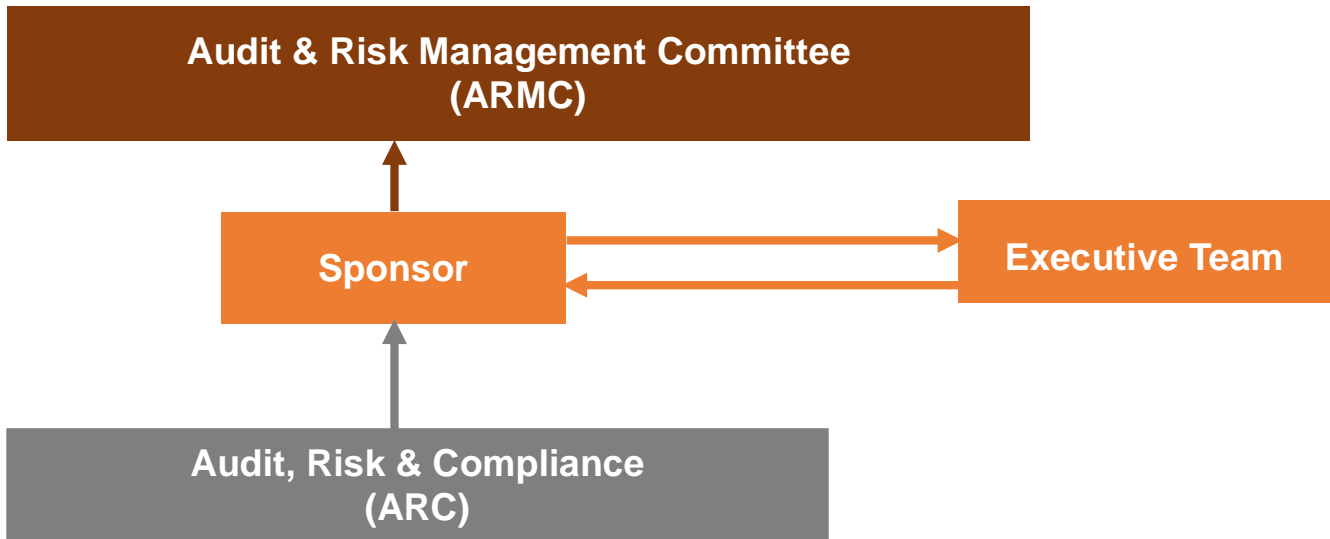 Audit & Risk Management Committee
(ARMC)
Sponsor
Executive Team
Audit, Risk & Compliance
(ARC)